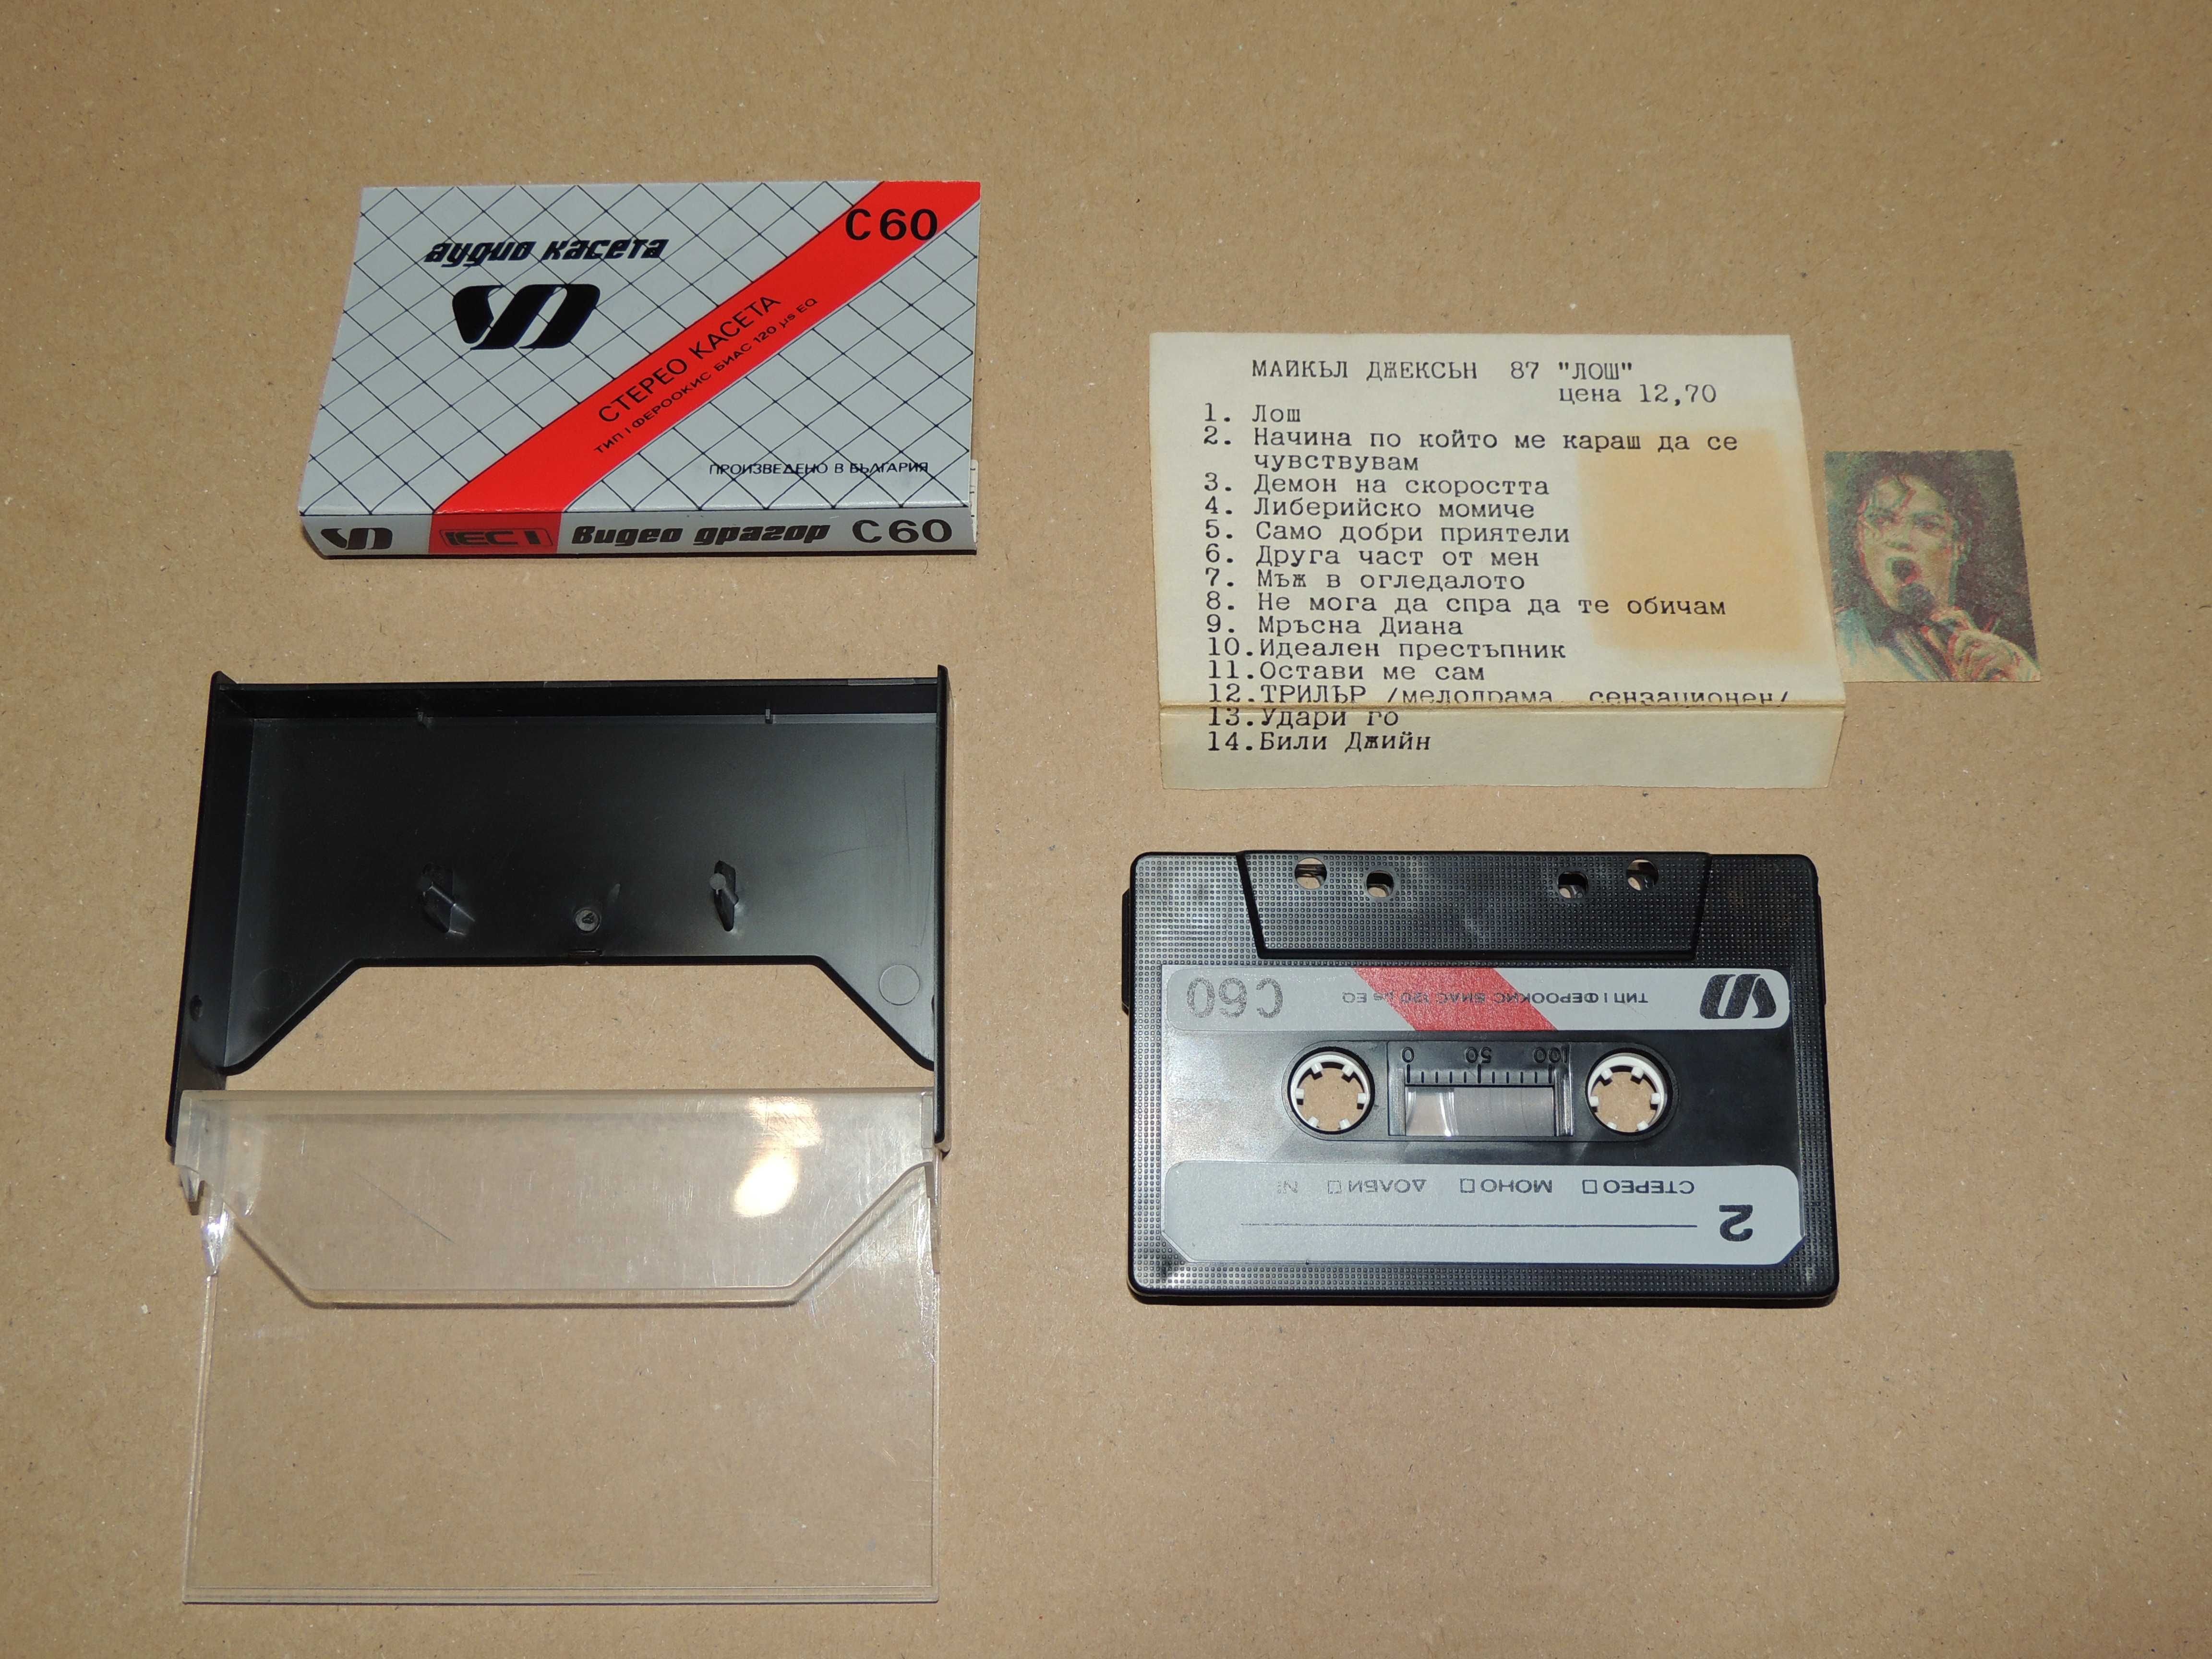 аудио касета
C60
СТЕРЕО КАСЕТА
ТИП I ФЕРООКИС БИАС 120 µs EQ
ПРОИЗВЕДЕНО В БЪЛГАРИЯ
IEC I видео драгор C60
МАЙКЪЛ ДЖЕКСЪН 87 "ЛОШ"
цена 12,70
1. Лош
2. Начина по който ме караш да се
чувствувам
3. Демон на скоростта
4. Либерийско момиче
5. Само добри приятели
6. Друга част от мен
7. Мъж в огледалото
8. Не мога да спра да те обичам
9. Мръсна Диана
10.Идеален престъпник
11.Остави ме сам
12.ТРИЛЪР /мелодрама сензационен/
13.Удари го
14.Били Джийн
2
СТЕРЕО МОНО ДОЛБИ №
0 50 100
ТИП I ФЕРООКИС БИАС 120 µs EQ
C60